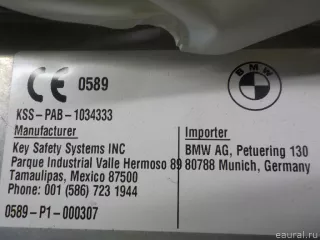 CE 0589
BMW
KSS-PAB-1034333
Manufacturer
Key Safety Systems INC
Parque Industrial Valle Hermoso 89
Tamaulipas, Mexico 87500
Phone: 001 (586) 723 1944
Importer
BMW AG, Petuering 130
80788 Munich, Germany
0589-P1-000307
eaural.ru